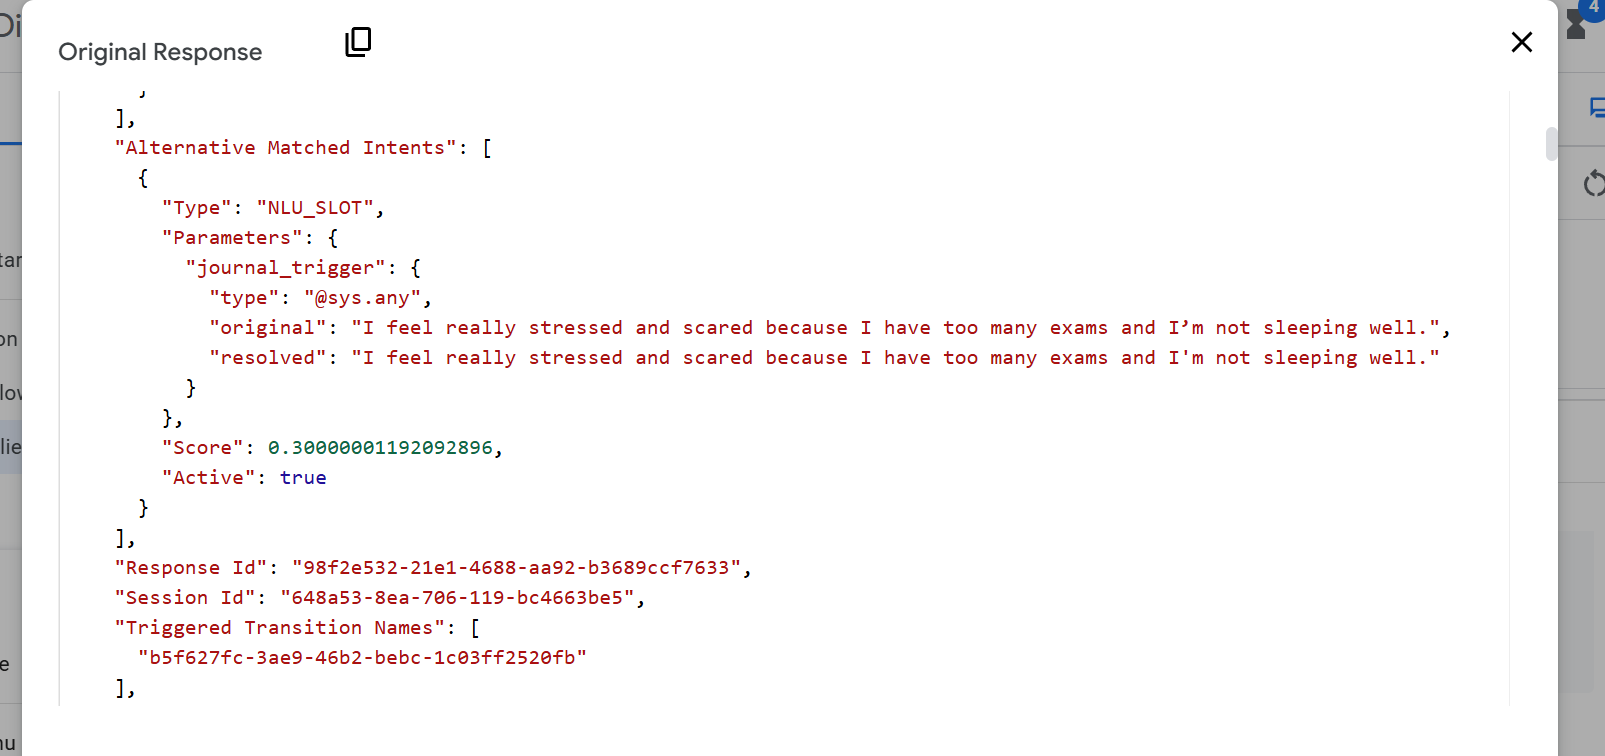 Original Response
],
"Alternative Matched Intents": [
{
"Type": "NLU_SLOT",
"Parameters": {
"journal_trigger": {
"type": "@sys.any",
"original": "I feel really stressed and scared because I have too many exams and I’m not sleeping well.",
"resolved": "I feel really stressed and scared because I have too many exams and I'm not sleeping well."
}
},
"Score": 0.30000001192092896,
"Active": true
}
],
"Response Id": "98f2e532-21e1-4688-aa92-b3689ccf7633",
"Session Id": "648a53-8ea-706-119-bc4663be5",
"Triggered Transition Names": [
"b5f627fc-3ae9-46b2-bebc-1c03ff2520fb"
],
4